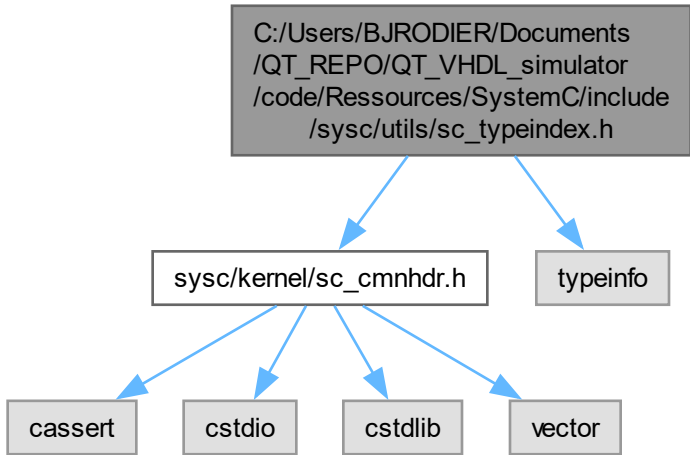 C:/Users/BJRODIER/Documents
/QT_REPO/QT_VHDL_simulator
/code/Ressources/SystemC/include
/sysc/utils/sc_typeindex.h
sysc/kernel/sc_cmnhdr.h
typeinfo
cassert
cstdio
cstdlib
vector